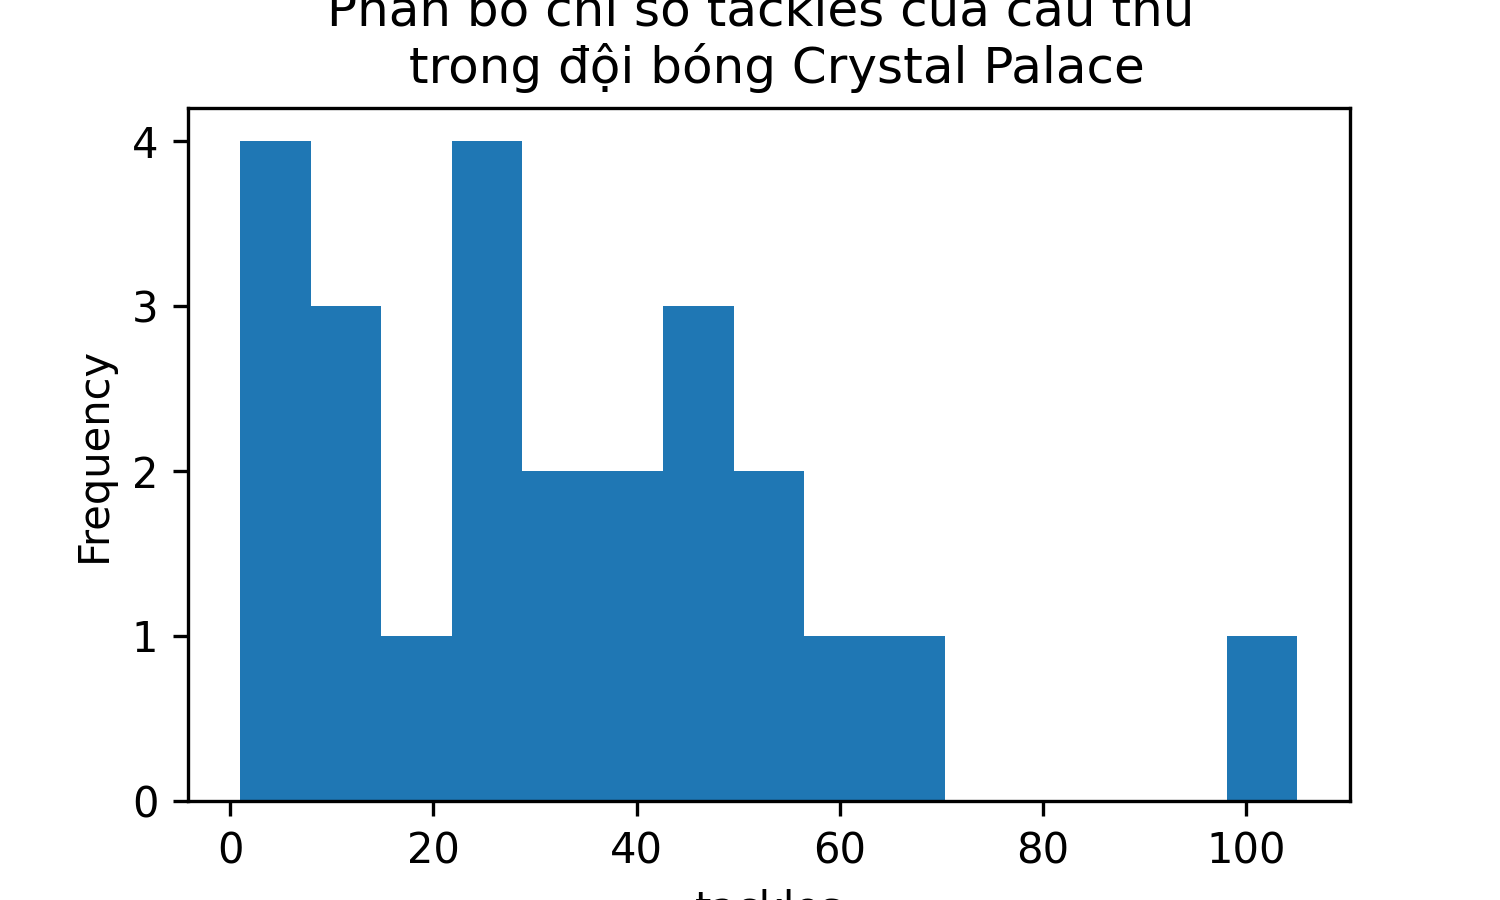 Phân bố chỉ số tackles của cầu thủ
trong đội bóng Crystal Palace
4
3
2
1
0
Frequency
0 20 40 60 80 100
tackles